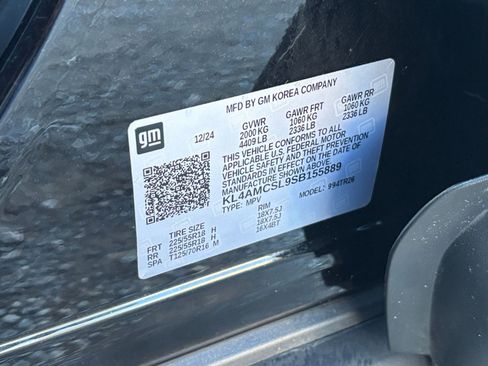 MFD BY GM KOREA COMPANY
gm
12/24
GVWR GAWR FRT GAWR RR
2000 KG 1060 KG 1060 KG
4409 LB 2336 LB 2336 LB
THIS VEHICLE CONFORMS TO ALL
APPLICABLE U.S. FEDERAL MOTOR
VEHICLE SAFETY AND BUMPER
STANDARDS IN EFFECT ON THE DATE
OF MANUFACTURE SHOWN ABOVE.
KL4AMCSL9SB155889
TYPE: MPV MODEL: 994TR26
TIRE SIZE RIM
FRT 225/55R18 H 18X7.5J
RR 225/55R18 H 18X7.5J
SPA T125/70R16 M 16X4BT